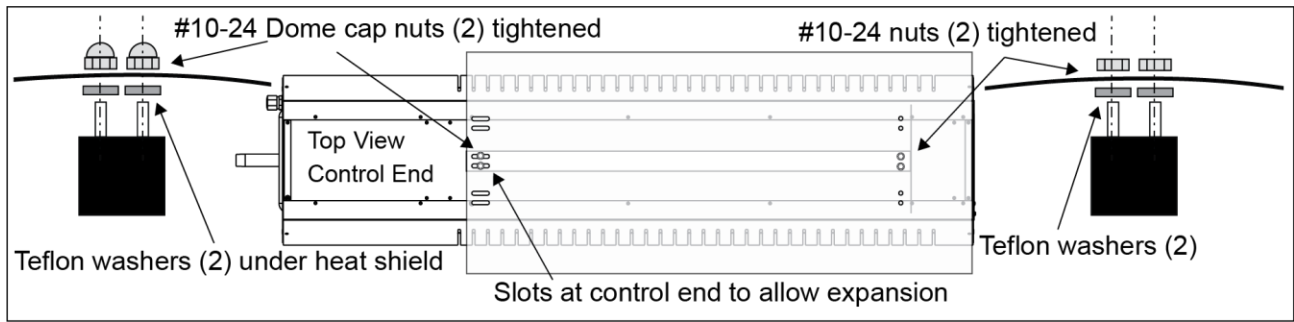 #10-24 Dome cap nuts (2) tightened
#10-24 nuts (2) tightened
Top View
Control End
Teflon washers (2) under heat shield
Teflon washers (2)
Slots at control end to allow expansion